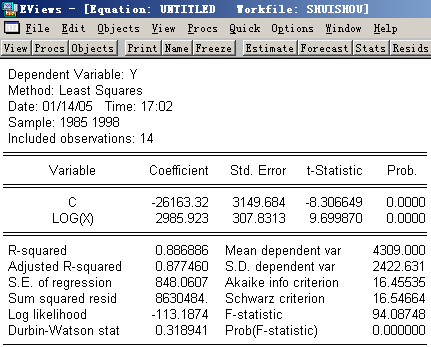 EViews - [Equation: UNTITLED Workfile: SHUISHOU]
File Edit Objects View Procs Quick Options Window Help
View Procs Objects Print Name Freeze Estimate Forecast Stats Resids
Dependent Variable: Y
Method: Least Squares
Date: 01/14/05 Time: 17:02
Sample: 1985 1998
Included observations: 14
Variable Coefficient Std. Error t-Statistic Prob.
C -26163.32 3149.684 -8.306649 0.0000
LOG(X) 2985.923 307.8313 9.699870 0.0000
R-squared 0.886886 Mean dependent var 4309.000
Adjusted R-squared 0.877460 S.D. dependent var 2422.631
S.E. of regression 848.0607 Akaike info criterion 16.45535
Sum squared resid 8630484. Schwarz criterion 16.54664
Log likelihood -113.1874 F-statistic 94.08748
Durbin-Watson stat 0.318941 Prob(F-statistic) 0.000000